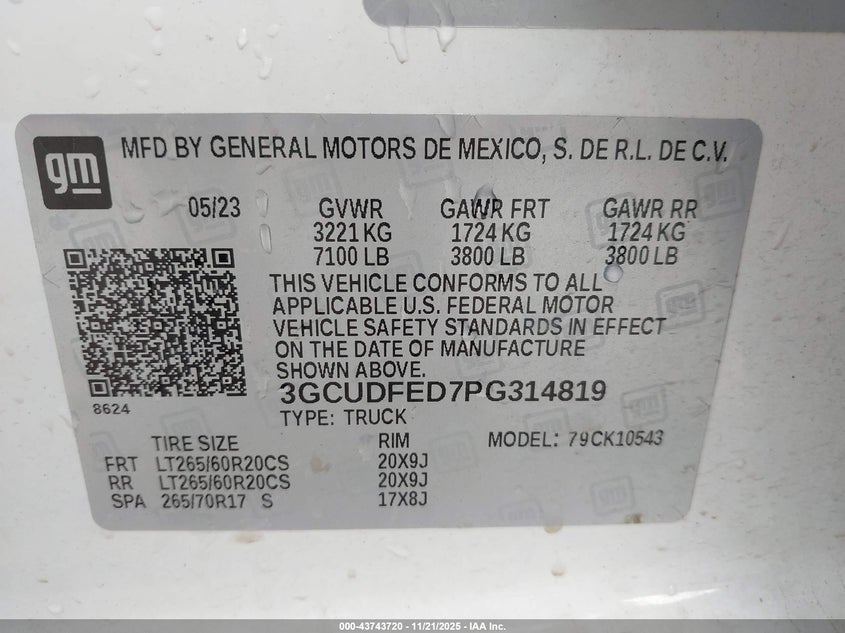 gm
MFD BY GENERAL MOTORS DE MEXICO, S. DE R.L. DE C.V.
05/23 GVWR GAWR FRT GAWR RR
3221 KG 1724 KG 1724 KG
7100 LB 3800 LB 3800 LB
THIS VEHICLE CONFORMS TO ALL
APPLICABLE U.S. FEDERAL MOTOR
VEHICLE SAFETY STANDARDS IN EFFECT
ON THE DATE OF MANUFACTURE
SHOWN ABOVE.
3GCUDFED7PG314819
8624
TYPE: TRUCK
TIRE SIZE RIM MODEL: 79CK10543
FRT LT265/60R20CS 20X9J
RR LT265/60R20CS 20X9J
SPA 265/70R17 S 17X8J
000-43743720 - 11/21/2025 - IAA Inc.